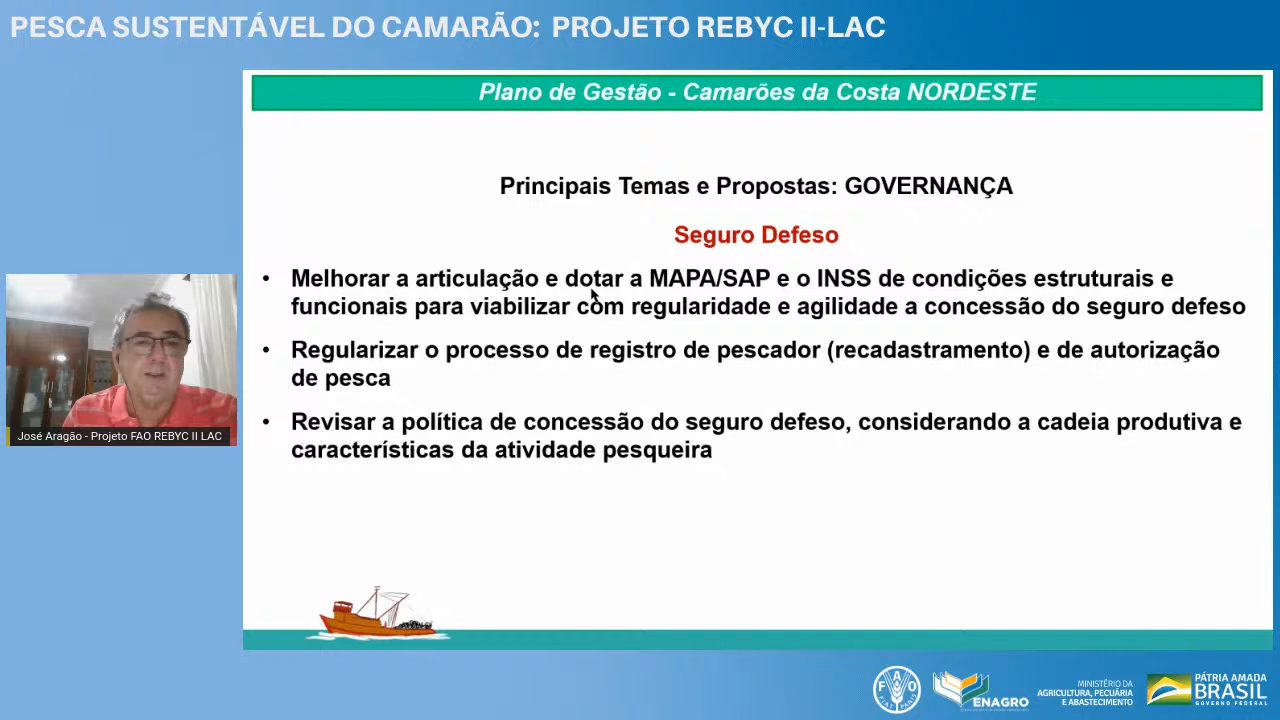 PESCA SUSTENTÁVEL DO CAMARÃO: PROJETO REBYC II-LAC
Plano de Gestão - Camarões da Costa NORDESTE
Principais Temas e Propostas: GOVERNANÇA
Seguro Defeso
• Melhorar a articulação e dotar a MAPA/SAP e o INSS de condições estruturais e
funcionais para viabilizar com regularidade e agilidade a concessão do seguro defeso
• Regularizar o processo de registro de pescador (recadastramento) e de autorização
de pesca
• Revisar a política de concessão do seguro defeso, considerando a cadeia produtiva e
características da atividade pesqueira
José Aragão - Projeto FAO REBYC II LAC
F A O
FIAT PANIS
ENAGRO
MINISTÉRIO DA
AGRICULTURA, PECUÁRIA
E ABASTECIMENTO
PÁTRIA AMADA
BRASIL
GOVERNO FEDERAL